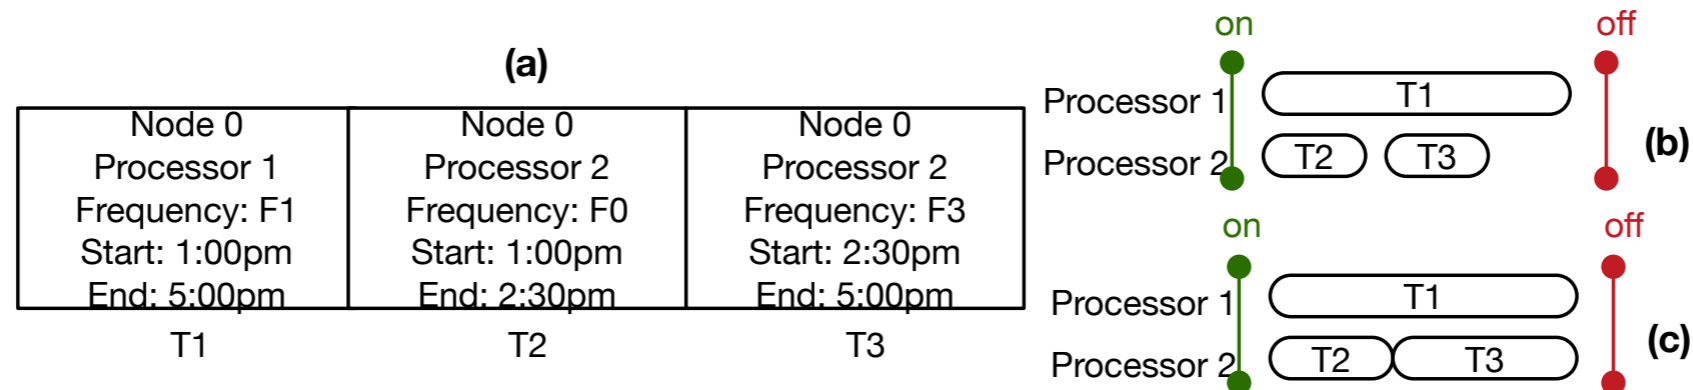 (a)
Node 0
Processor 1
Frequency: F1
Start: 1:00pm
End: 5:00pm
T1
Node 0
Processor 2
Frequency: F0
Start: 1:00pm
End: 2:30pm
T2
Node 0
Processor 2
Frequency: F3
Start: 2:30pm
End: 5:00pm
T3
on off
Processor 1 T1
Processor 2 T2 T3
(b)
on off
Processor 1 T1
Processor 2 T2 T3
(c)